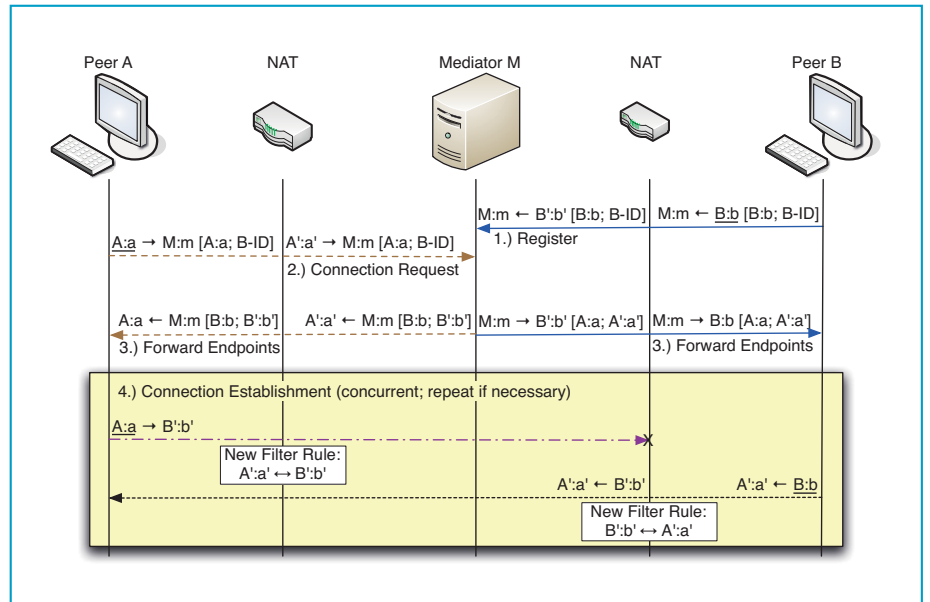 Peer A NAT Mediator M NAT Peer B
M:m ← B':b' [B:b; B-ID] M:m ← B:b [B:b; B-ID]
1.) Register
A:a → M:m [A:a; B-ID] A':a' → M:m [A:a; B-ID]
2.) Connection Request
A:a ← M:m [B:b; B':b'] A':a' ← M:m [B:b; B':b'] M:m → B':b' [A:a; A':a'] M:m → B:b [A:a; A':a']
3.) Forward Endpoints 3.) Forward Endpoints
4.) Connection Establishment (concurrent; repeat if necessary)
A:a → B':b'
X
New Filter Rule:
A':a' ↔ B':b'
A':a' ← B':b' A':a' ← B:b
New Filter Rule:
B':b' ↔ A':a'